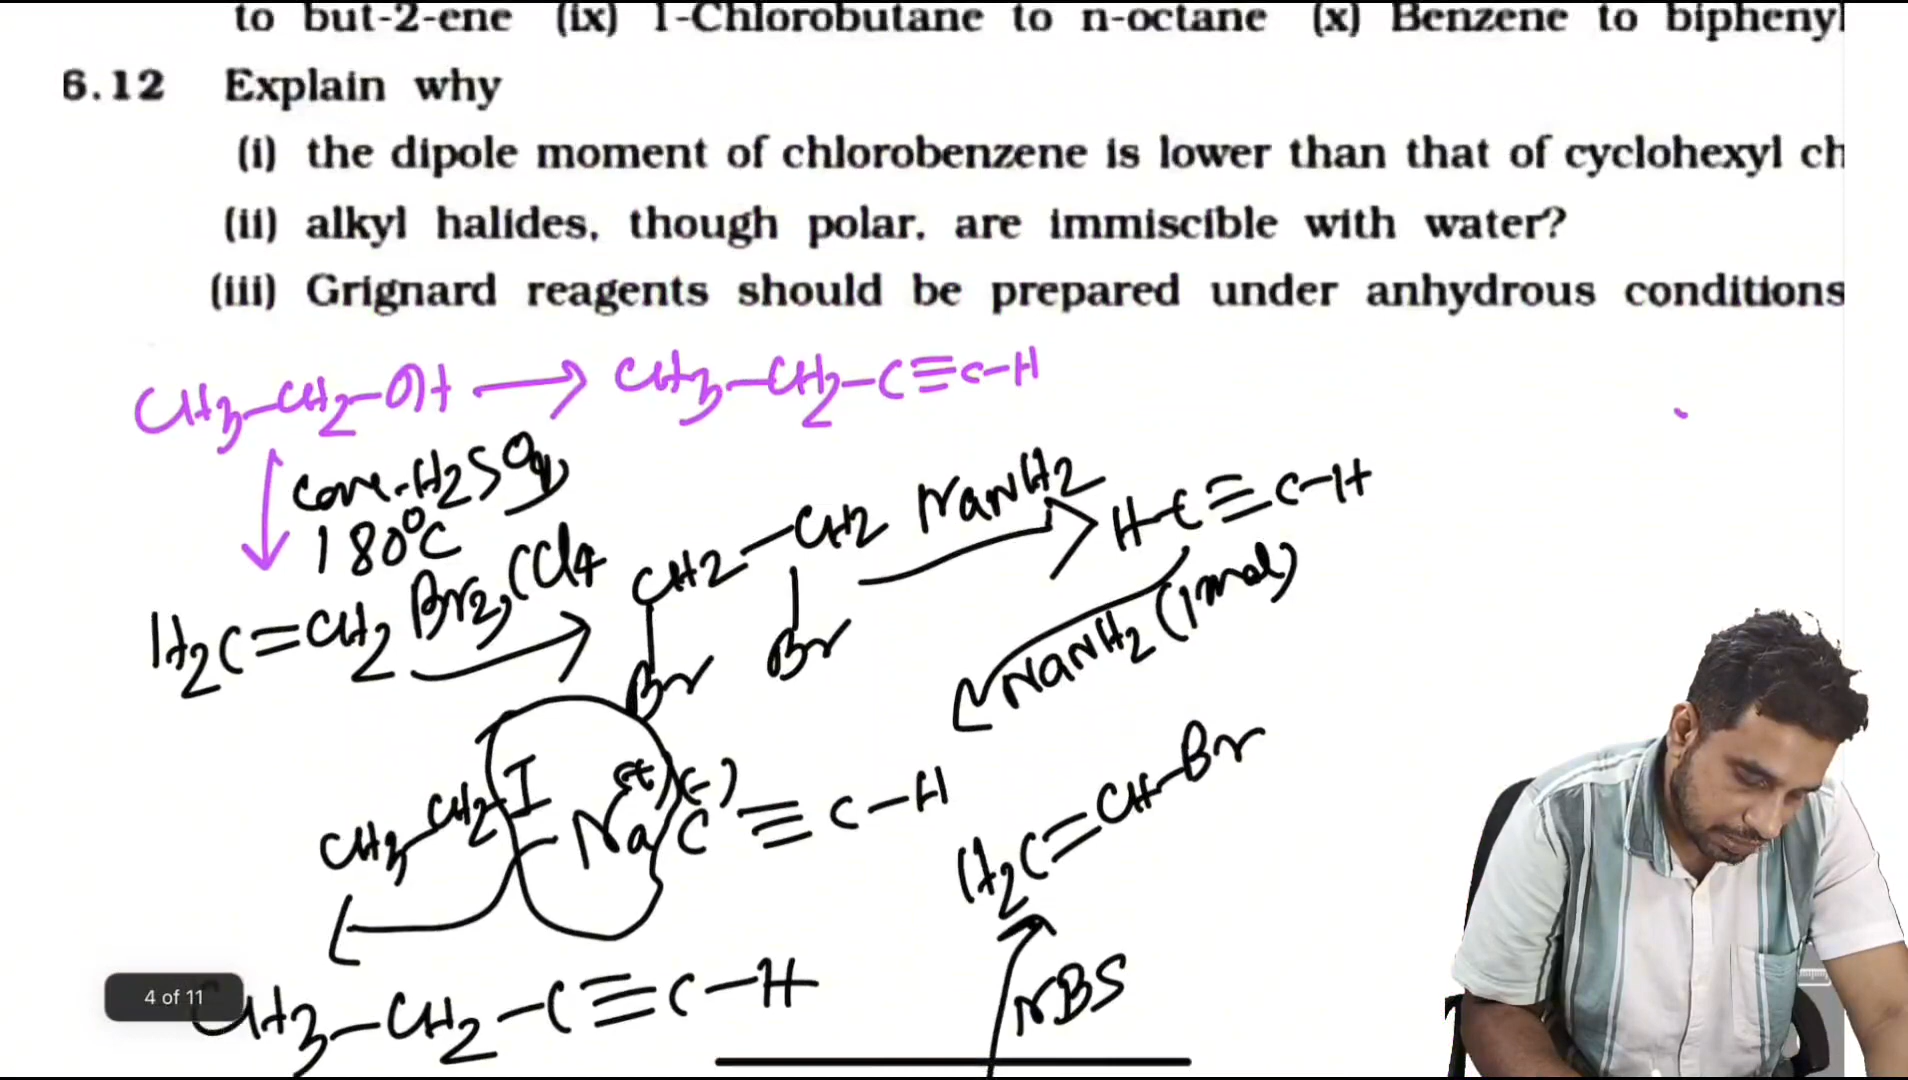 to but-2-ene (ix) 1-Chlorobutane to n-octane (x) Benzene to biphenyl
6.12 Explain why
(i) the dipole moment of chlorobenzene is lower than that of cyclohexyl ch
(ii) alkyl halides, though polar, are immiscible with water?
(iii) Grignard reagents should be prepared under anhydrous conditions
CH3-CH2-OH → CH3-CH2-C≡C-H
conc. H2SO4
180°C
CH2-CH2 NaNH2 H-C≡C-H
H2C=CH2 Br2, CCl4
Br Br
NaNH2 (1mol)
CH3-CH2 I Na (+) (-) C≡C-H
H2C=CH-Br
NBS
4 of 11
CH3-CH2-C≡C-H